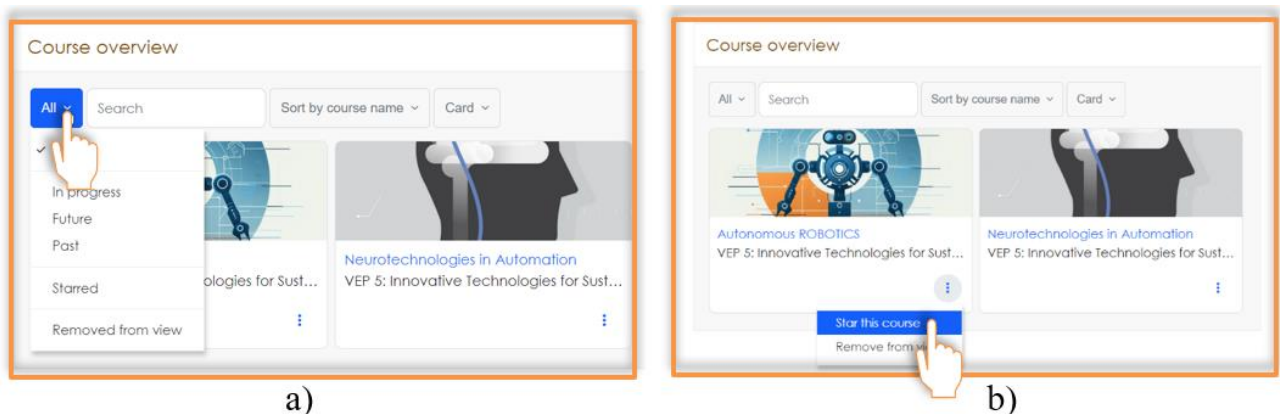 Course overview
All Search Sort by course name Card
In progress
Future
Past
Starred
Removed from view
Neurotechnologies in Automation
ologies for Sust... VEP 5: Innovative Technologies for Sust...
a)
Course overview
All Search Sort by course name Card
Autonomous ROBOTICS Neurotechnologies in Automation
VEP 5: Innovative Technologies for Sust... VEP 5: Innovative Technologies for Sust...
Star this course
Remove from
b)